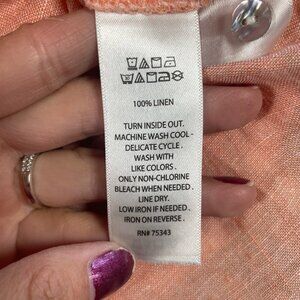 100% LINEN
TURN INSIDE OUT.
MACHINE WASH COOL -
DELICATE CYCLE .
WASH WITH
LIKE COLORS .
ONLY NON-CHLORINE
BLEACH WHEN NEEDED .
LINE DRY.
LOW IRON IF NEEDED .
IRON ON REVERSE .
RN# 75343